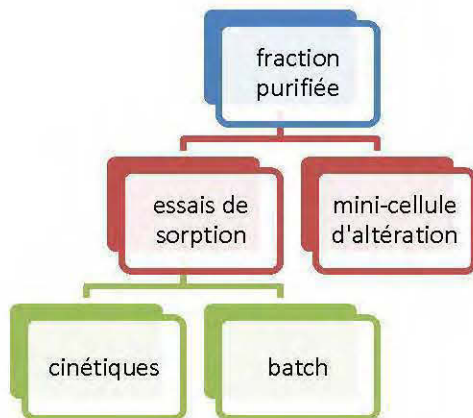 fraction
purifiée
essais de
sorption
mini-cellule
d'altération
cinétiques
batch